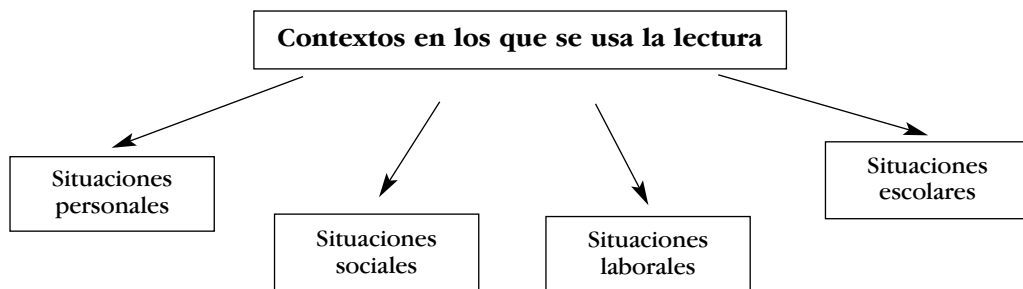 Contextos en los que se usa la lectura
Situaciones
personales
Situaciones
sociales
Situaciones
laborales
Situaciones
escolares